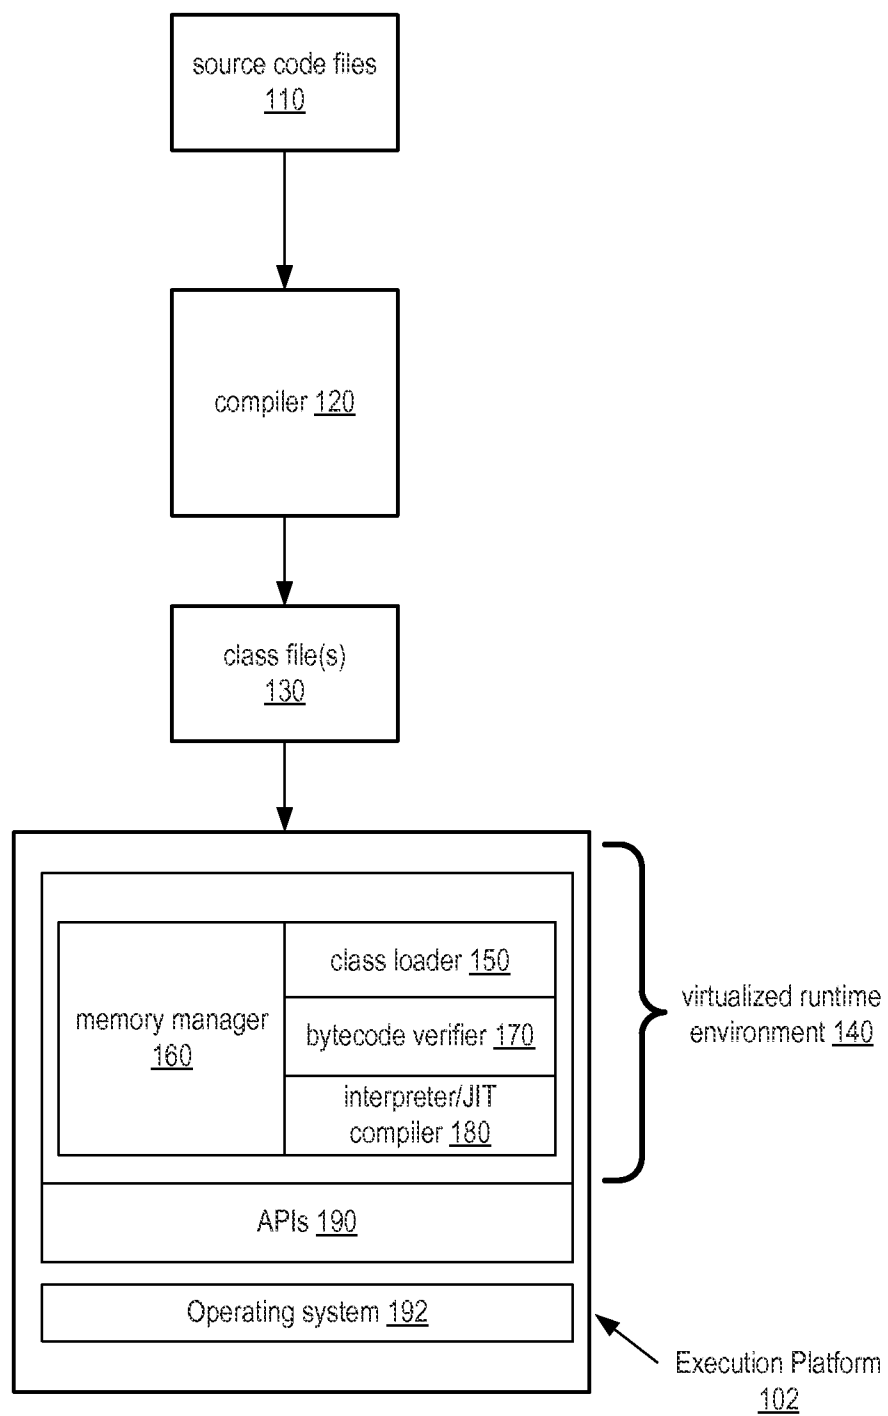 source code files
110
compiler 120
class file(s)
130
class loader 150
memory manager
160
bytecode verifier 170
interpreter/JIT
compiler 180
virtualized runtime
environment 140
APIs 190
Operating system 192
Execution Platform
102